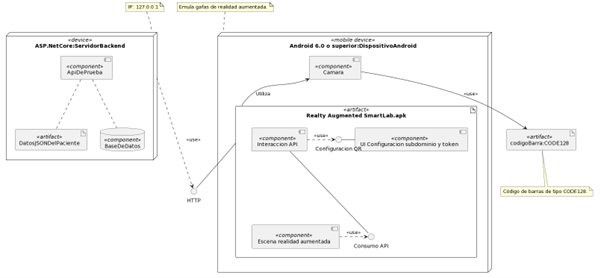 IP: 127.0.0.1
Emula gafas de realidad aumentada.
«device»
ASP.NetCore:ServidorBackend
«component»
ApiDePrueba
«artifact»
DatosJSONDelPaciente
«component»
BaseDeDatos
«use»
HTTP
«mobile device»
Android 6.0 o superior:DispositivoAndroid
«component»
Camara
Utiliza
«use»
«artifact»
Realty Augmented SmartLab.apk
«component»
Interaccion API
«use»
Configuracion QR
«component»
UI Configuracion subdominio y token
«component»
Escena realidad aumentada
«use»
Consumo API
«artifact»
codigoBarra:CODE128
Código de barras de tipo CODE128.